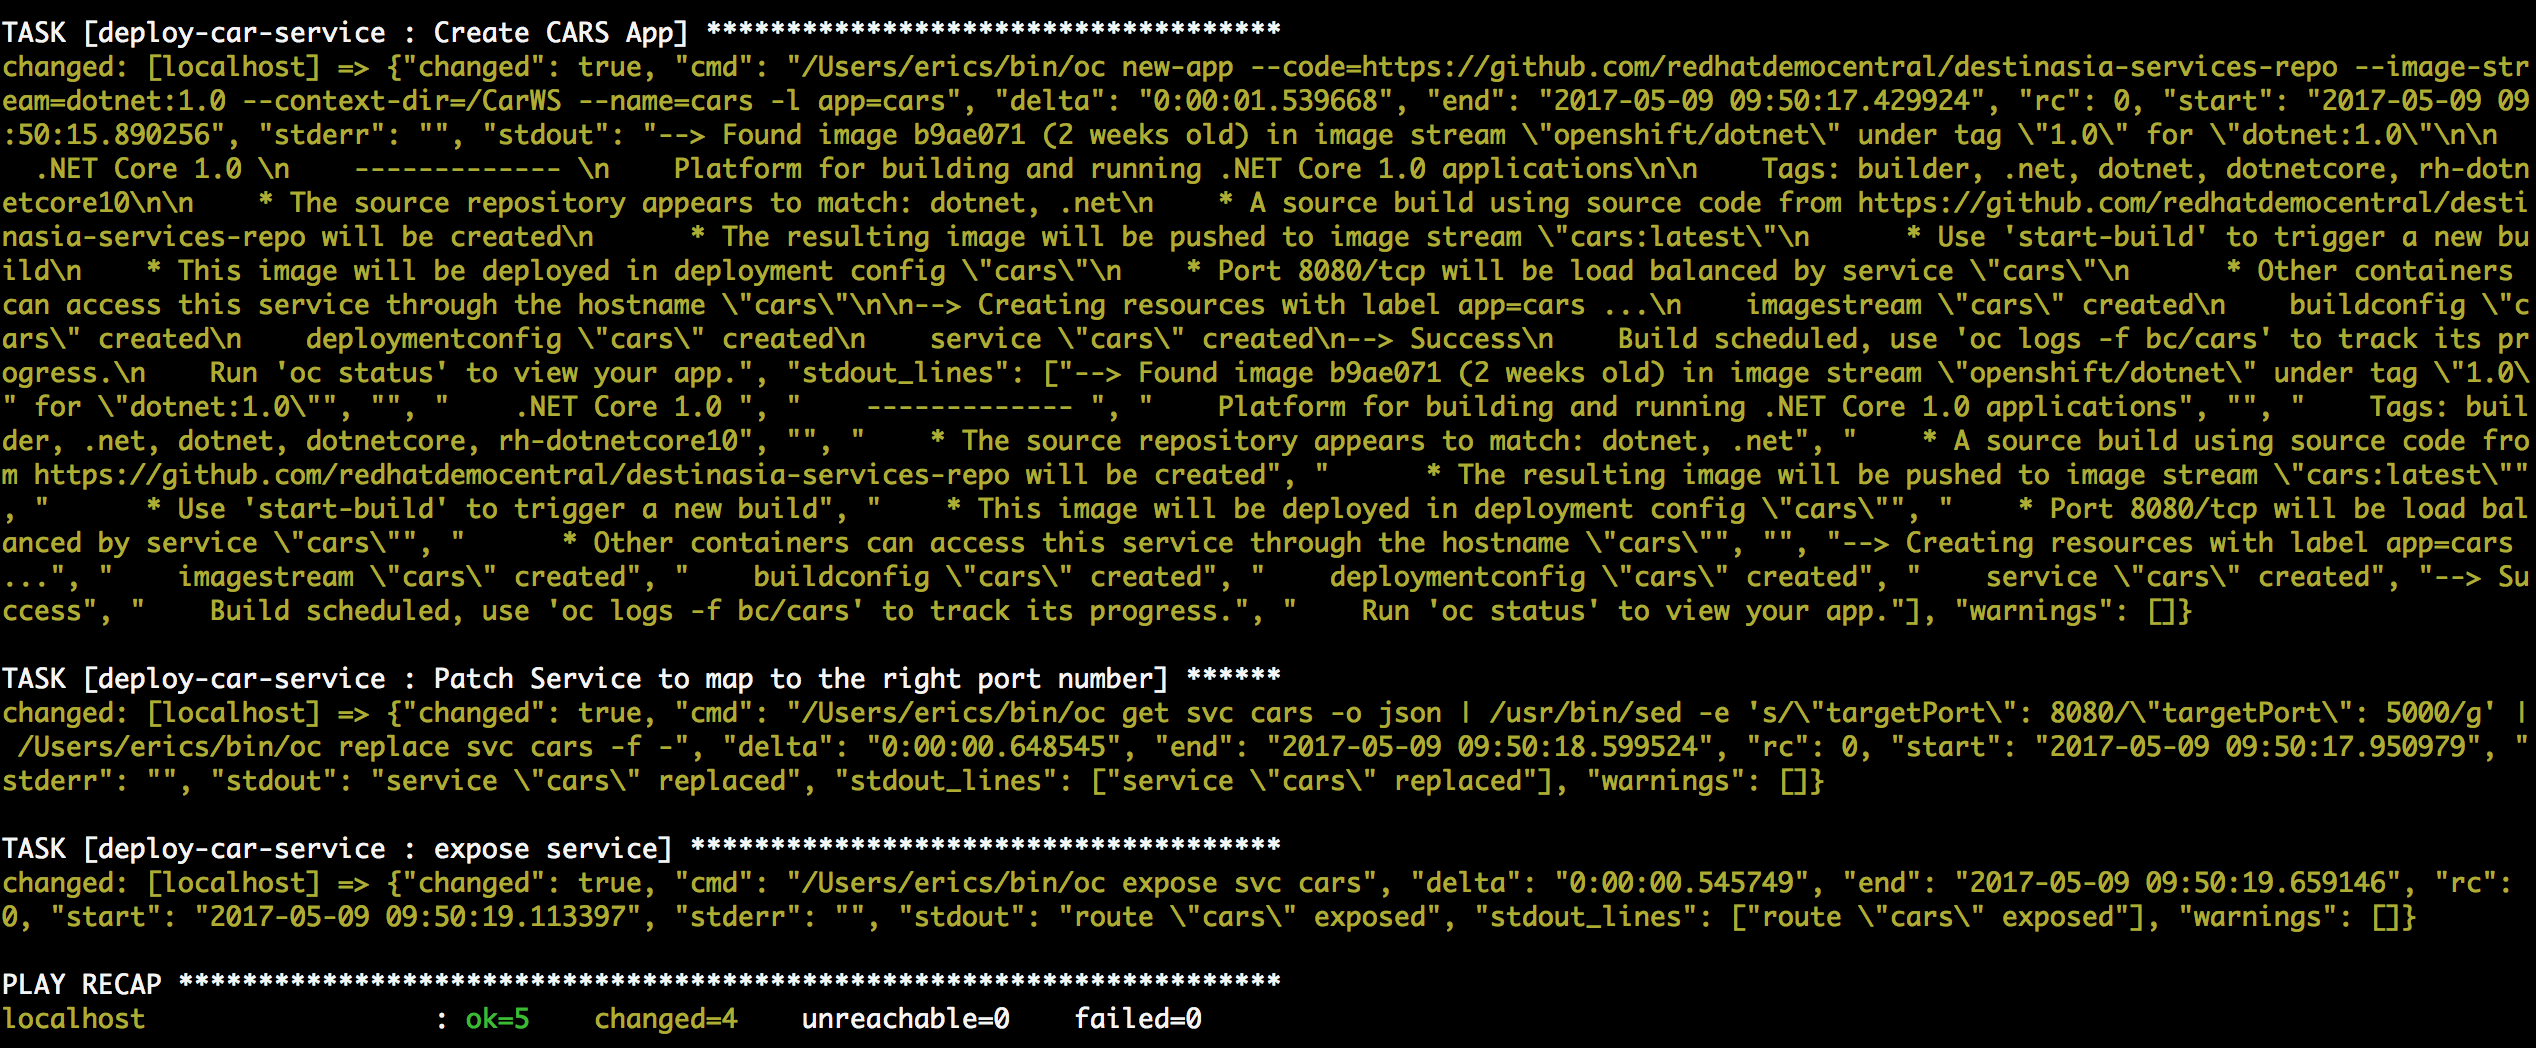 TASK [deploy-car-service : Create CARS App] ************************************
changed: [localhost] => {"changed": true, "cmd": "/Users/erics/bin/oc new-app --code=https://github.com/redhatdemocentral/destinasia-services-repo --image-str
eam=dotnet:1.0 --context-dir=/CarWS --name=cars -l app=cars", "delta": "0:00:01.539668", "end": "2017-05-09 09:50:17.429924", "rc": 0, "start": "2017-05-09 09
:50:15.890256", "stderr": "", "stdout": "--> Found image b9ae071 (2 weeks old) in image stream \"openshift/dotnet\" under tag \"1.0\" for \"dotnet:1.0\"\n\n
  .NET Core 1.0 \n    ------------- \n    Platform for building and running .NET Core 1.0 applications\n\n    Tags: builder, .net, dotnet, dotnetcore, rh-dotn
etcore10\n\n    * The source repository appears to match: dotnet, .net\n    * A source build using source code from https://github.com/redhatdemocentral/desti
nasia-services-repo will be created\n      * The resulting image will be pushed to image stream \"cars:latest\"\n      * Use 'start-build' to trigger a new bu
ild\n    * This image will be deployed in deployment config \"cars\"\n    * Port 8080/tcp will be load balanced by service \"cars\"\n      * Other containers
can access this service through the hostname \"cars\"\n\n--> Creating resources with label app=cars ...\n    imagestream \"cars\" created\n    buildconfig \"c
ars\" created\n    deploymentconfig \"cars\" created\n    service \"cars\" created\n--> Success\n    Build scheduled, use 'oc logs -f bc/cars' to track its pr
ogress.\n    Run 'oc status' to view your app.", "stdout_lines": ["--> Found image b9ae071 (2 weeks old) in image stream \"openshift/dotnet\" under tag \"1.0\
" for \"dotnet:1.0\"", "", "    .NET Core 1.0 ", "    ------------- ", "    Platform for building and running .NET Core 1.0 applications", "", "    Tags: buil
der, .net, dotnet, dotnetcore, rh-dotnetcore10", "", "    * The source repository appears to match: dotnet, .net", "    * A source build using source code fro
m https://github.com/redhatdemocentral/destinasia-services-repo will be created", "      * The resulting image will be pushed to image stream \"cars:latest\""
, "      * Use 'start-build' to trigger a new build", "    * This image will be deployed in deployment config \"cars\"", "    * Port 8080/tcp will be load bal
anced by service \"cars\"", "      * Other containers can access this service through the hostname \"cars\"", "", "--> Creating resources with label app=cars
...", "    imagestream \"cars\" created", "    buildconfig \"cars\" created", "    deploymentconfig \"cars\" created", "    service \"cars\" created", "--> Su
ccess", "    Build scheduled, use 'oc logs -f bc/cars' to track its progress.", "    Run 'oc status' to view your app."], "warnings": []}
TASK [deploy-car-service : Patch Service to map to the right port number] ******
changed: [localhost] => {"changed": true, "cmd": "/Users/erics/bin/oc get svc cars -o json | /usr/bin/sed -e 's/\"targetPort\": 8080/\"targetPort\": 5000/g' |
 /Users/erics/bin/oc replace svc cars -f -", "delta": "0:00:00.648545", "end": "2017-05-09 09:50:18.599524", "rc": 0, "start": "2017-05-09 09:50:17.950979", "
stderr": "", "stdout": "service \"cars\" replaced", "stdout_lines": ["service \"cars\" replaced"], "warnings": []}
TASK [deploy-car-service : expose service] *************************************
changed: [localhost] => {"changed": true, "cmd": "/Users/erics/bin/oc expose svc cars", "delta": "0:00:00.545749", "end": "2017-05-09 09:50:19.659146", "rc":
0, "start": "2017-05-09 09:50:19.113397", "stderr": "", "stdout": "route \"cars\" exposed", "stdout_lines": ["route \"cars\" exposed"], "warnings": []}
PLAY RECAP *********************************************************************
localhost                  : ok=5    changed=4    unreachable=0    failed=0